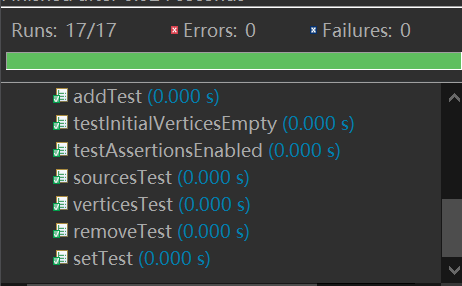 Runs: 17/17 Errors: 0 Failures: 0
addTest (0.000 s)
testInitialVerticesEmpty (0.000 s)
testAssertionsEnabled (0.000 s)
sourcesTest (0.000 s)
verticesTest (0.000 s)
removeTest (0.000 s)
setTest (0.000 s)